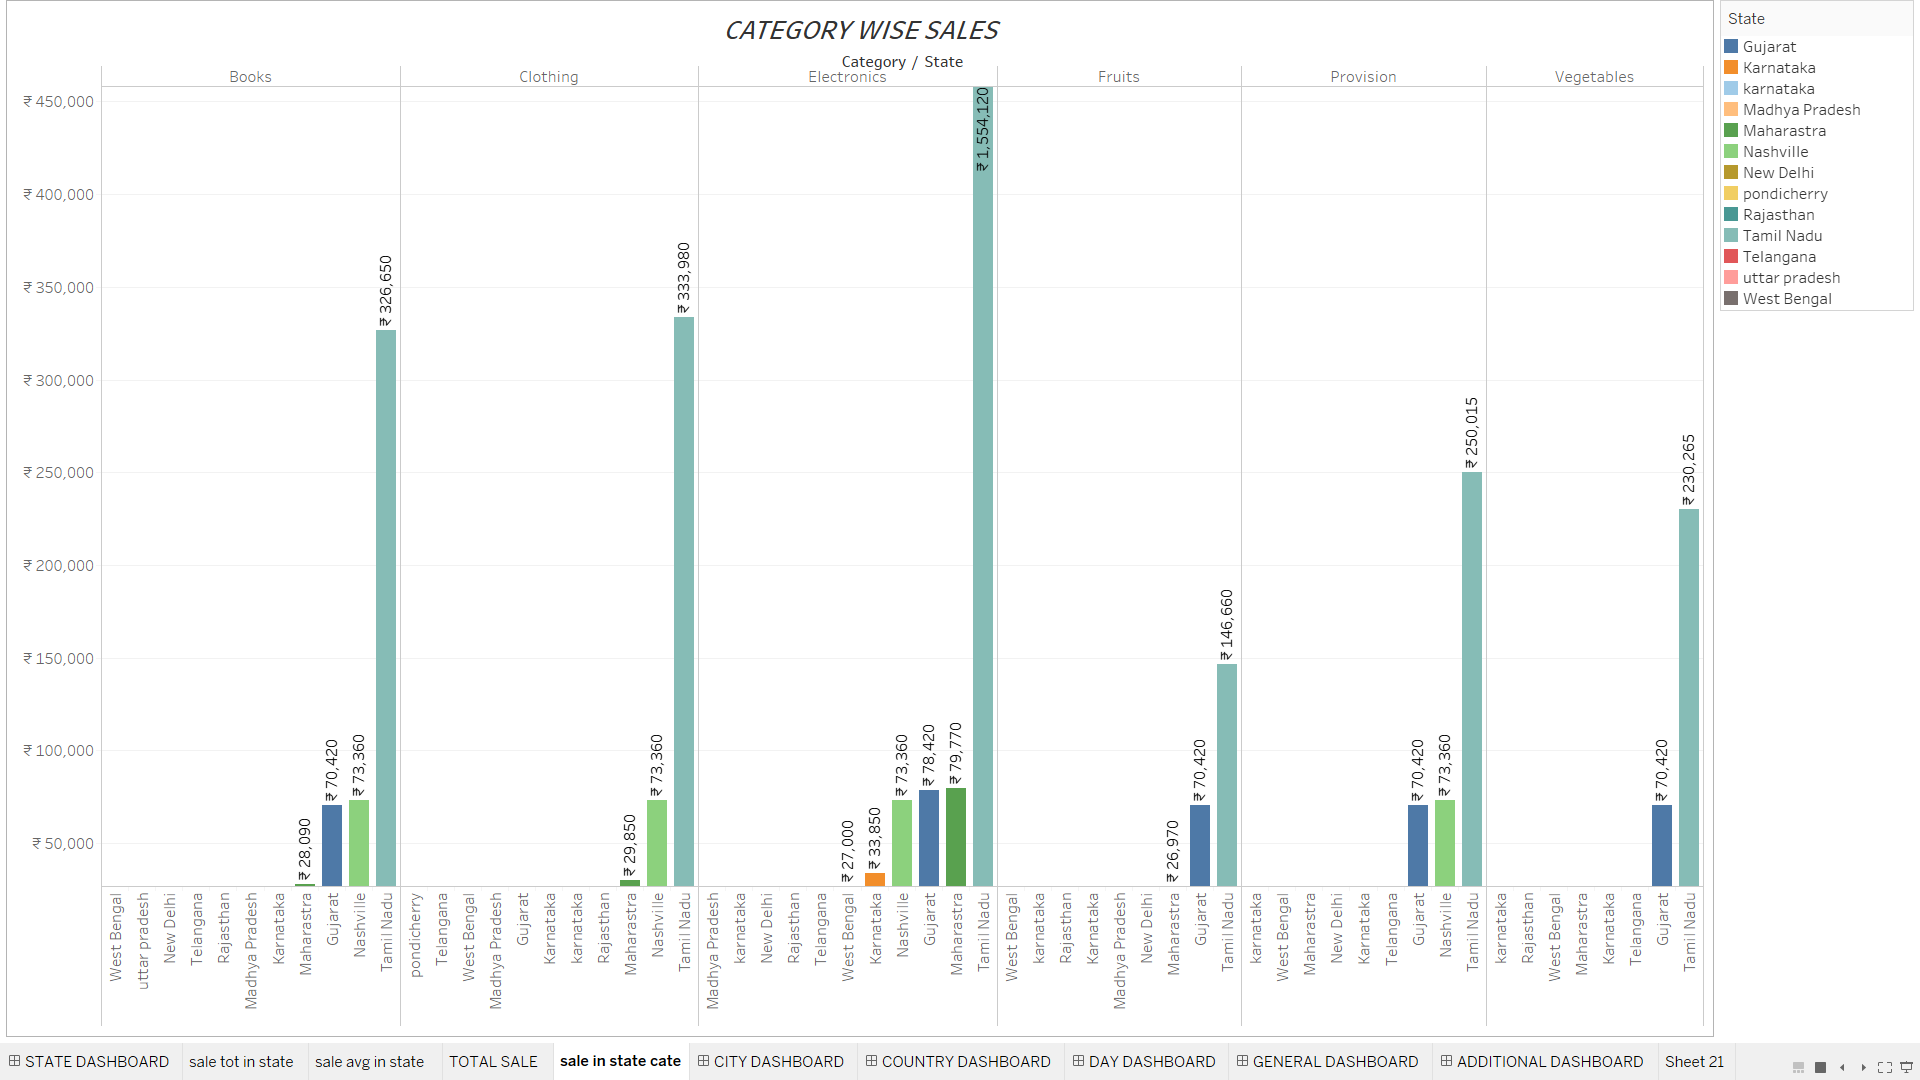 CATEGORY WISE SALES
Category / State
Books
Clothing
Electronics
Fruits
Provision
Vegetables
₹ 450,000
₹ 400,000
₹ 350,000
₹ 300,000
₹ 250,000
₹ 200,000
₹ 150,000
₹ 100,000
₹ 50,000
₹ 28,090
₹ 70,420
₹ 73,360
₹ 326,650
₹ 29,850
₹ 73,360
₹ 333,980
₹ 27,000
₹ 33,850
₹ 73,360
₹ 78,420
₹ 79,770
₹ 1,554,120
₹ 26,970
₹ 70,420
₹ 146,660
₹ 70,420
₹ 73,360
₹ 250,015
₹ 70,420
₹ 230,265
West Bengal
uttar pradesh
New Delhi
Telangana
Rajasthan
Madhya Pradesh
Karnataka
Maharastra
Gujarat
Nashville
Tamil Nadu
pondicherry
Telangana
West Bengal
Madhya Pradesh
Gujarat
Karnataka
karnataka
Rajasthan
Maharastra
Nashville
Tamil Nadu
Madhya Pradesh
karnataka
New Delhi
Rajasthan
Telangana
West Bengal
Karnataka
Nashville
Gujarat
Maharastra
Tamil Nadu
West Bengal
karnataka
Rajasthan
Karnataka
Madhya Pradesh
New Delhi
Maharastra
Gujarat
Tamil Nadu
karnataka
West Bengal
Maharastra
New Delhi
Karnataka
Telangana
Gujarat
Nashville
Tamil Nadu
karnataka
Rajasthan
West Bengal
Maharastra
Karnataka
Telangana
Gujarat
Tamil Nadu
State
Gujarat
Karnataka
karnataka
Madhya Pradesh
Maharastra
Nashville
New Delhi
pondicherry
Rajasthan
Tamil Nadu
Telangana
uttar pradesh
West Bengal
STATE DASHBOARD
sale tot in state
sale avg in state
TOTAL SALE
sale in state cate
CITY DASHBOARD
COUNTRY DASHBOARD
DAY DASHBOARD
GENERAL DASHBOARD
ADDITIONAL DASHBOARD
Sheet 21